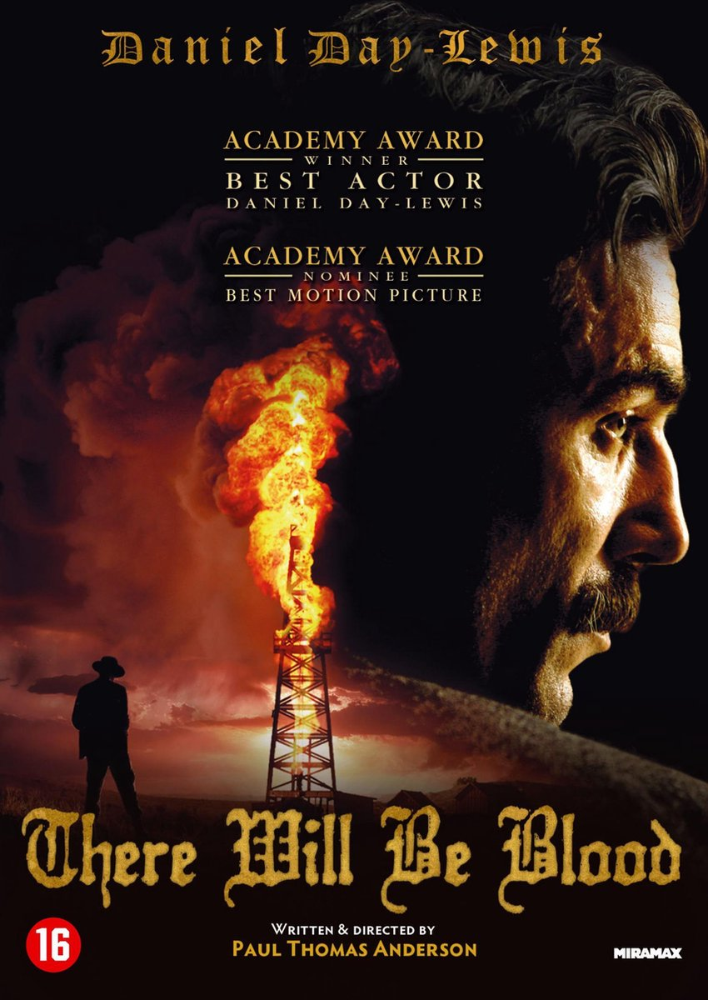 Daniel Day-Lewis
ACADEMY AWARD
WINNER
BEST ACTOR
DANIEL DAY-LEWIS
ACADEMY AWARD
NOMINEE
BEST MOTION PICTURE
There Will Be Blood
16
WRITTEN & DIRECTED BY
PAUL THOMAS ANDERSON
MIRAMAX